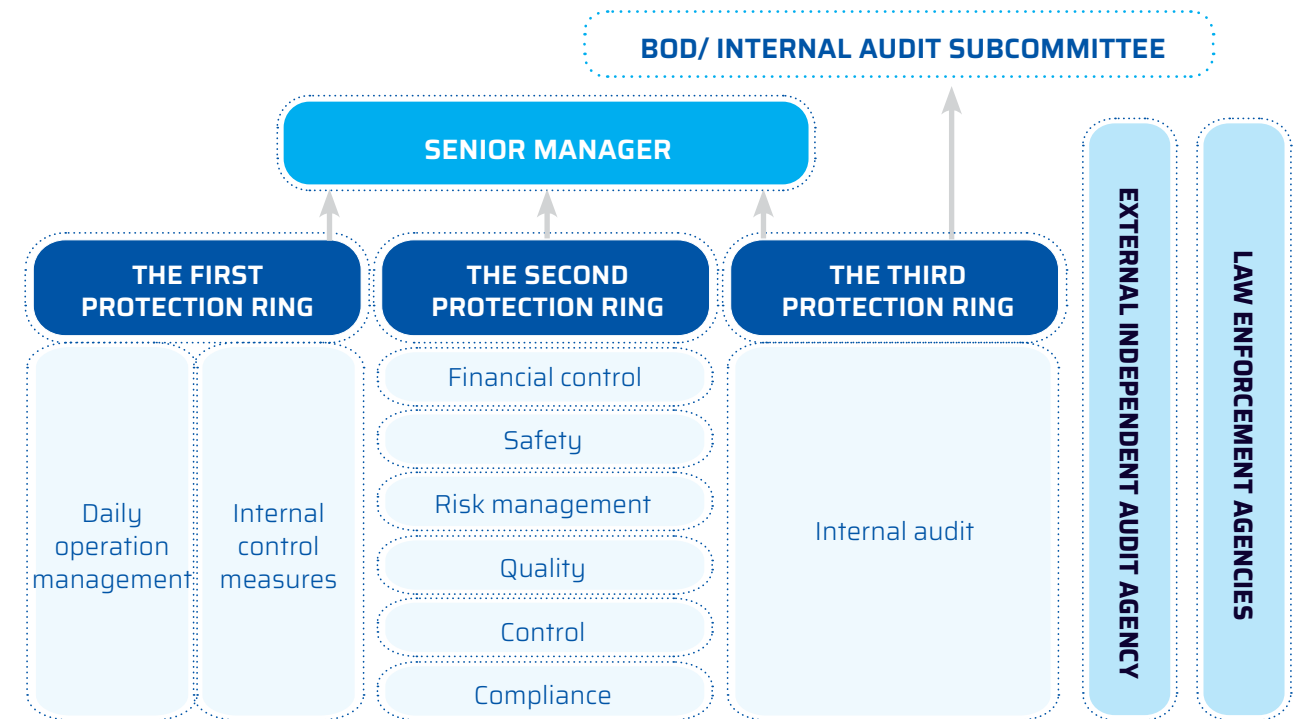 BOD/ INTERNAL AUDIT SUBCOMMITTEE
SENIOR MANAGER
THE FIRST
PROTECTION RING
THE SECOND
PROTECTION RING
THE THIRD
PROTECTION RING
Daily
operation
management
Internal
control
measures
Financial control
Safety
Risk management
Quality
Control
Compliance
Internal audit
EXTERNAL INDEPENDENT AUDIT AGENCY
LAW ENFORCEMENT AGENCIES